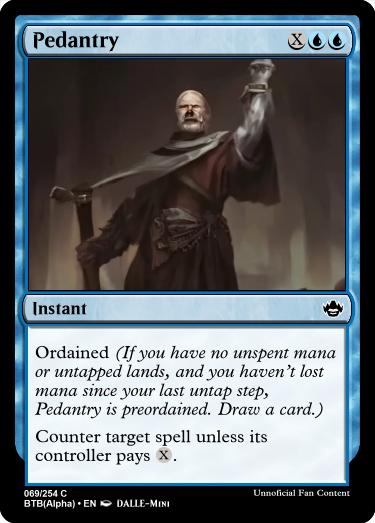 Pedantry X
Instant
Ordained (If you have no unspent mana
or untapped lands, and you haven't lost
mana since your last untap step,
Pedantry is preordained. Draw a card.)
Counter target spell unless its
controller pays X.
069/254 C
BTB(Alpha) • EN DALLE-Mini
Unnofficial Fan Content